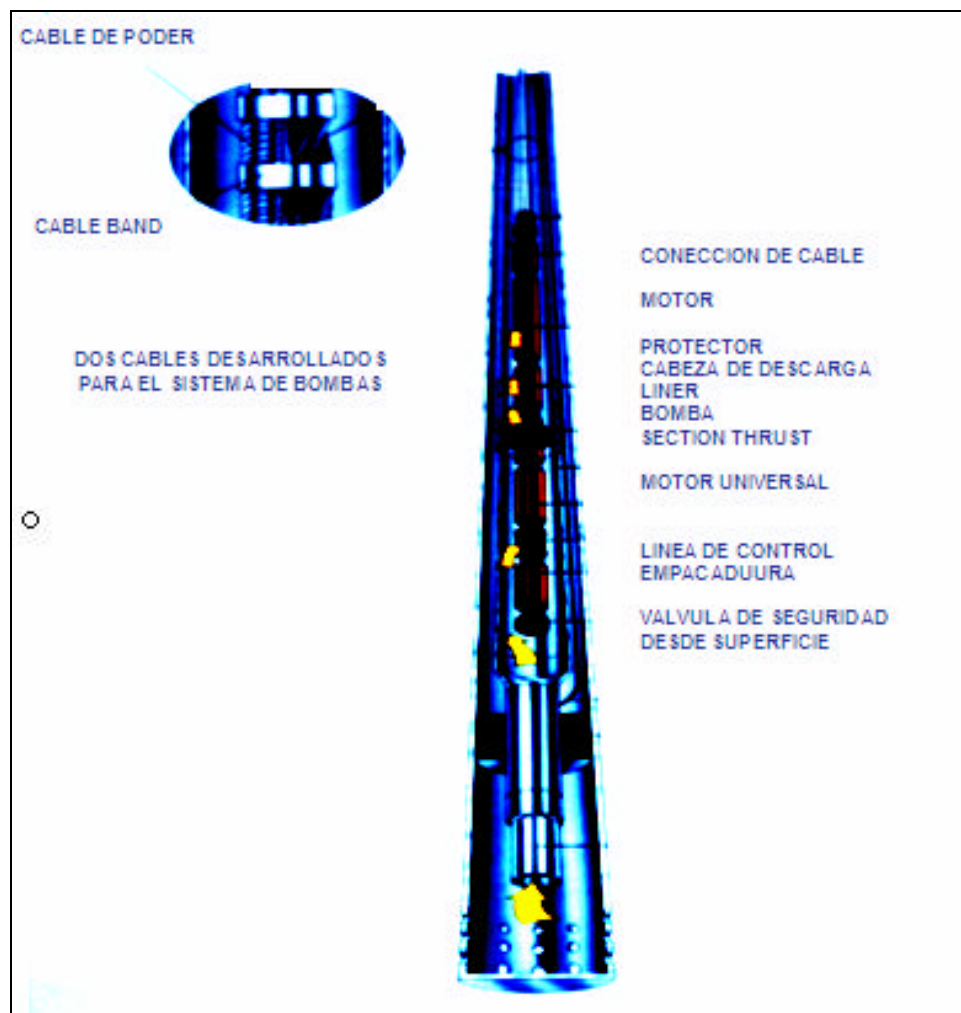 CABLE DE PODER
CABLE BAND
DOS CABLES DESARROLLADOS
PARA EL SISTEMA DE BOMBAS
CONECCION DE CABLE
MOTOR
PROTECTOR
CABEZA DE DESCARGA
LINER
BOMBA
SECTION THRUST
MOTOR UNIVERSAL
LINEA DE CONTROL
EMPACADUURA
VALVULA DE SEGURIDAD
DESDE SUPERFICIE